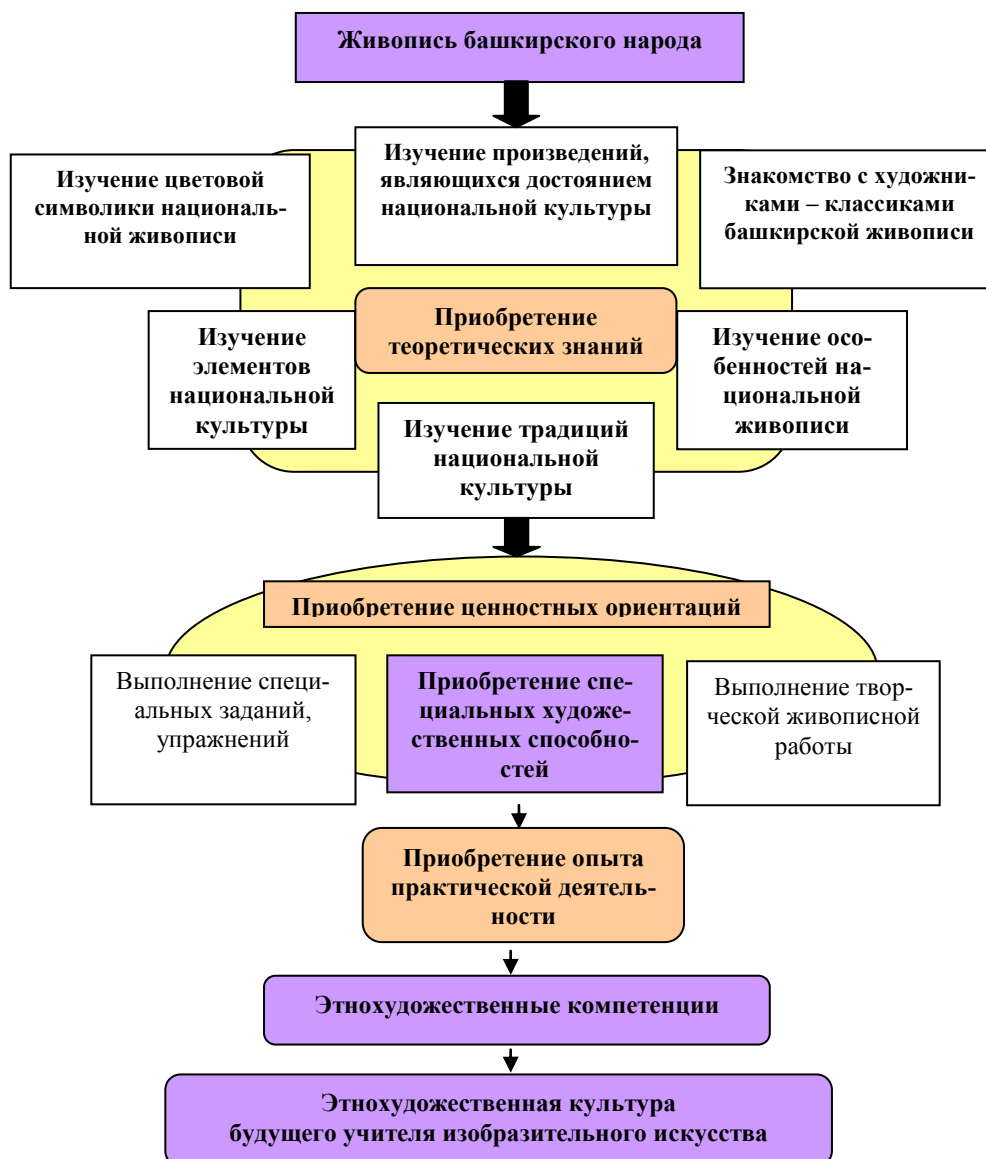 Живопись башкирского народа
Изучение цветовой
символики националь-
ной живописи
Изучение произведений,
являющихся достоянием
национальной культуры
Знакомство с художни-
ками – классиками
башкирской живописи
Приобретение
теоретических знаний
Изучение
элементов
национальной
культуры
Изучение осо-
бенностей на-
циональной
живописи
Изучение традиций
национальной
культуры
Приобретение ценностных ориентаций
Выполнение специ-
альных заданий,
упражнений
Приобретение спе-
циальных художе-
ственных способно-
стей
Выполнение твор-
ческой живописной
работы
Приобретение опыта
практической деятель-
ности
Этнохудожественные компетенции
Этнохудожественная культура
будущего учителя изобразительного искусства